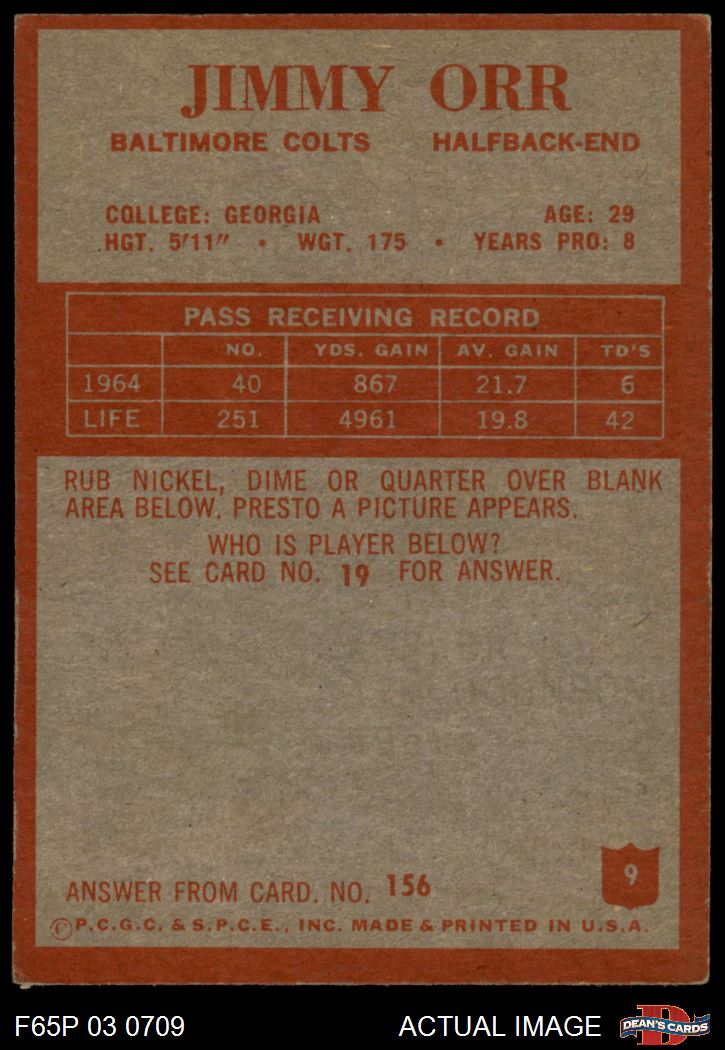 JIMMY ORR
BALTIMORE COLTS HALFBACK-END
COLLEGE: GEORGIA AGE: 29
HGT. 5'11" • WGT. 175 • YEARS PRO: 8
PASS RECEIVING RECORD
NO. YDS. GAIN AV. GAIN TD'S
1964 40 867 21.7 6
LIFE 251 4961 19.8 42
RUB NICKEL, DIME OR QUARTER OVER BLANK
AREA BELOW. PRESTO A PICTURE APPEARS.
WHO IS PLAYER BELOW?
SEE CARD NO. 19 FOR ANSWER.
9
ANSWER FROM CARD. NO. 156
©P.C.G.C. & S.P.C.E., INC. MADE & PRINTED IN U.S.A.
F65P 03 0709 ACTUAL IMAGE D DEAN'S CARDS